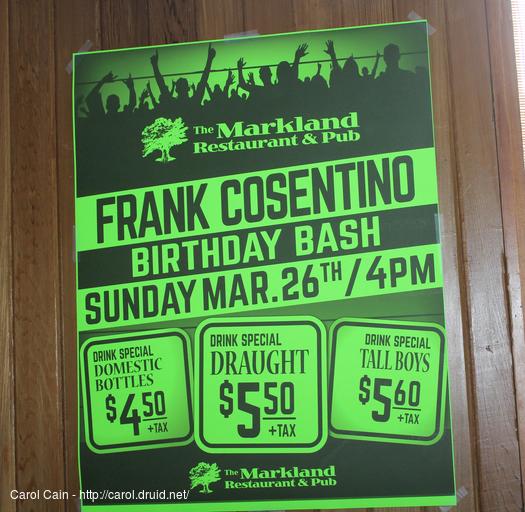 The Markland
Restaurant & Pub
FRANK COSENTINO
BIRTHDAY BASH
SUNDAY MAR. 26TH / 4PM
DRINK SPECIAL
DOMESTIC
BOTTLES
$4.50
+TAX
DRINK SPECIAL
DRAUGHT
$5.50
+TAX
DRINK SPECIAL
TALL BOYS
$5.60
+TAX
The Markland
Restaurant & Pub
Carol Cain - http://carol.druid.net/